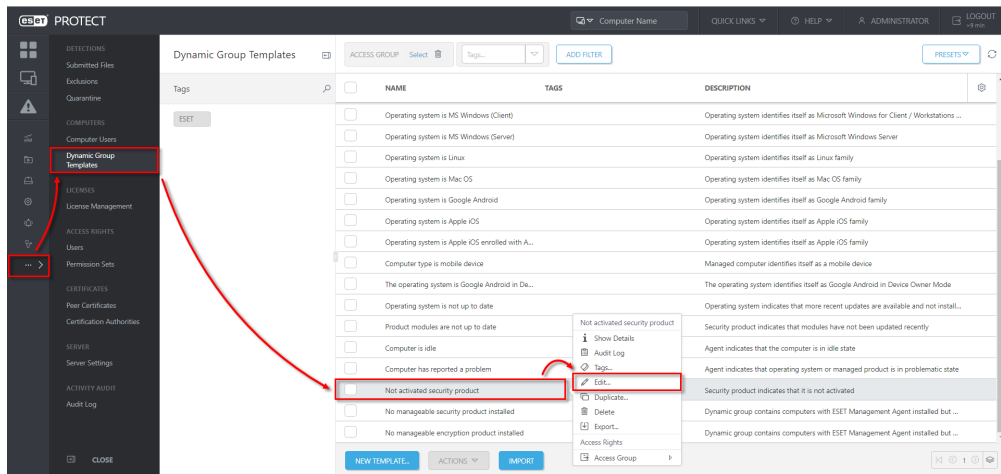 eset PROTECT
Computer Name
QUICK LINKS
HELP
ADMINISTRATOR
LOGOUT
>9 min
DETECTIONS
Submitted Files
Exclusions
Quarantine
COMPUTERS
Computer Users
Dynamic Group
Templates
LICENSES
License Management
ACCESS RIGHTS
Users
Permission Sets
CERTIFICATES
Peer Certificates
Certification Authorities
SERVER
Server Settings
ACTIVITY AUDIT
Audit Log
CLOSE
Dynamic Group Templates
Tags
ESET
ACCESS GROUP Select
Tags...
ADD FILTER
PRESETS
NAME TAGS DESCRIPTION
Operating system is MS Windows (Client) Operating system identifies itself as Microsoft Windows for Client / Workstations ...
Operating system is MS Windows (Server) Operating system identifies itself as Microsoft Windows Server
Operating system is Linux Operating system identifies itself as Linux family
Operating system is Mac OS Operating system identifies itself as Mac OS family
Operating system is Google Android Operating system identifies itself as Google Android family
Operating system is Apple iOS Operating system identifies itself as Apple iOS family
Operating system is Apple iOS enrolled with A... Operating system identifies itself as Apple iOS family
Computer type is mobile device Managed computer identifies itself as a mobile device
The operating system is Google Android in De... The operating system identifies itself as Google Android in Device Owner Mode
Operating system is not up to date Operating system indicates that more recent updates are available and not install...
Product modules are not up to date Security product indicates that modules have not been updated recently
Computer is idle Agent indicates that the computer is in idle state
Computer has reported a problem Agent indicates that operating system or managed product is in problematic state
Not activated security product Security product indicates that it is not activated
No manageable security product installed Dynamic group contains computers with ESET Management Agent installed but ...
No manageable encryption product installed Dynamic group contains computers with ESET Management Agent installed but ...
Not activated security product
Show Details
Audit Log
Tags...
Edit...
Duplicate...
Delete
Export...
Access Rights
Access Group
NEW TEMPLATE...
ACTIONS
IMPORT
1